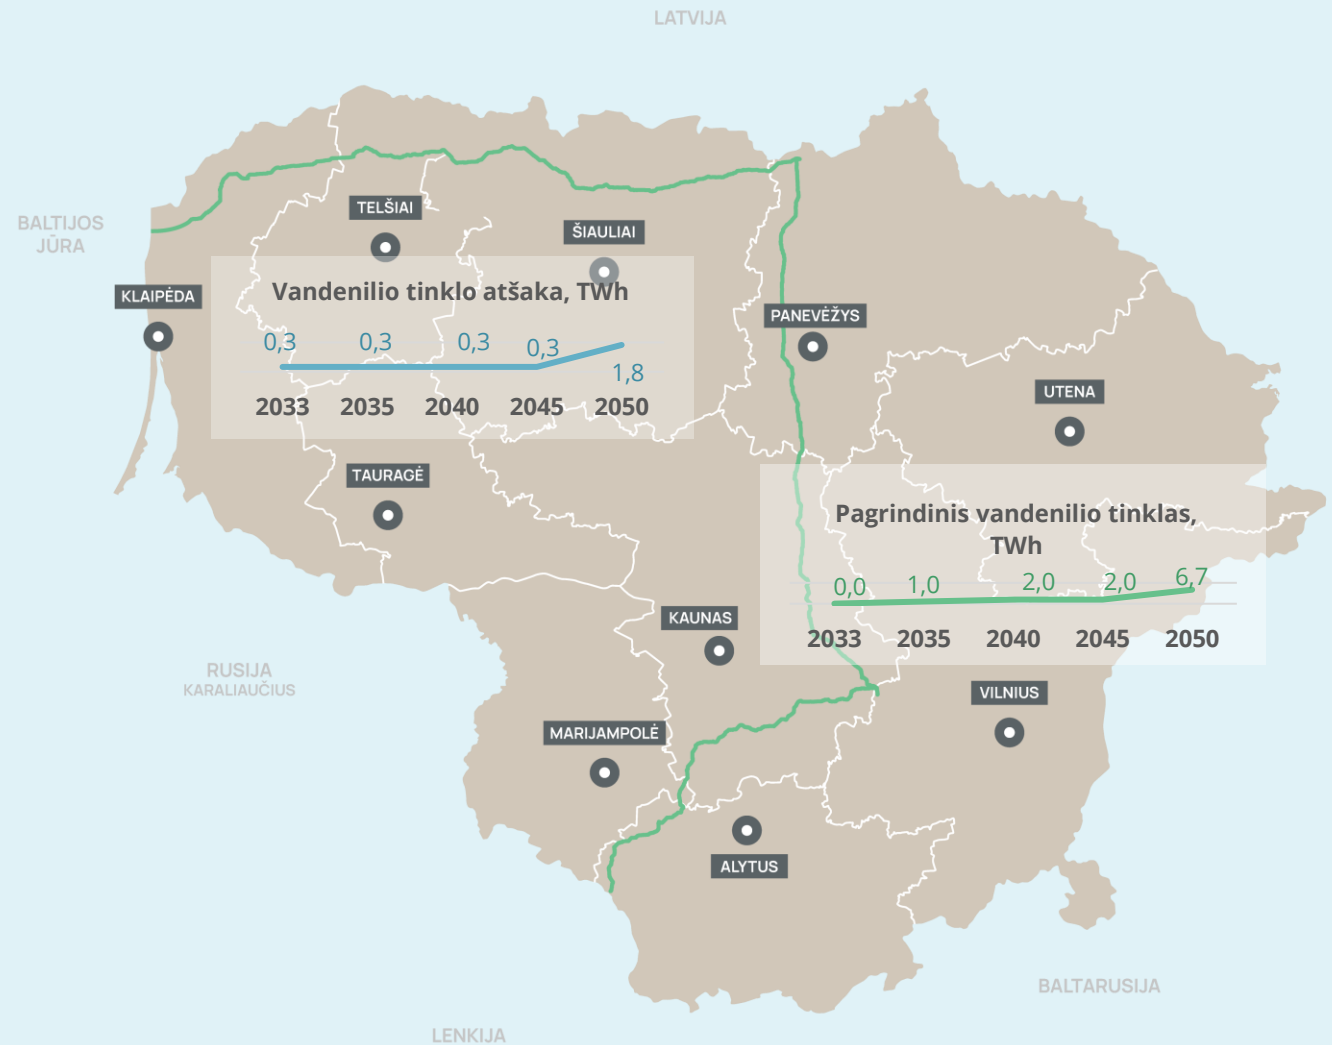 LATVIJA
BALTIJOS
JŪRA
TELŠIAI
ŠIAULIAI
KLAIPĖDA
Vandenilio tinklo atšaka, TWh
0,3 0,3 0,3 0,3 1,8
2033 2035 2040 2045 2050
PANEVĖŽYS
UTENA
TAURAGĖ
Pagrindinis vandenilio tinklas,
TWh
0,0 1,0 2,0 2,0 6,7
2033 2035 2040 2045 2050
KAUNAS
RUSIJA
KARALIAUČIUS
VILNIUS
MARIJAMPOLĖ
ALYTUS
BALTARUSIJA
LENKIJA